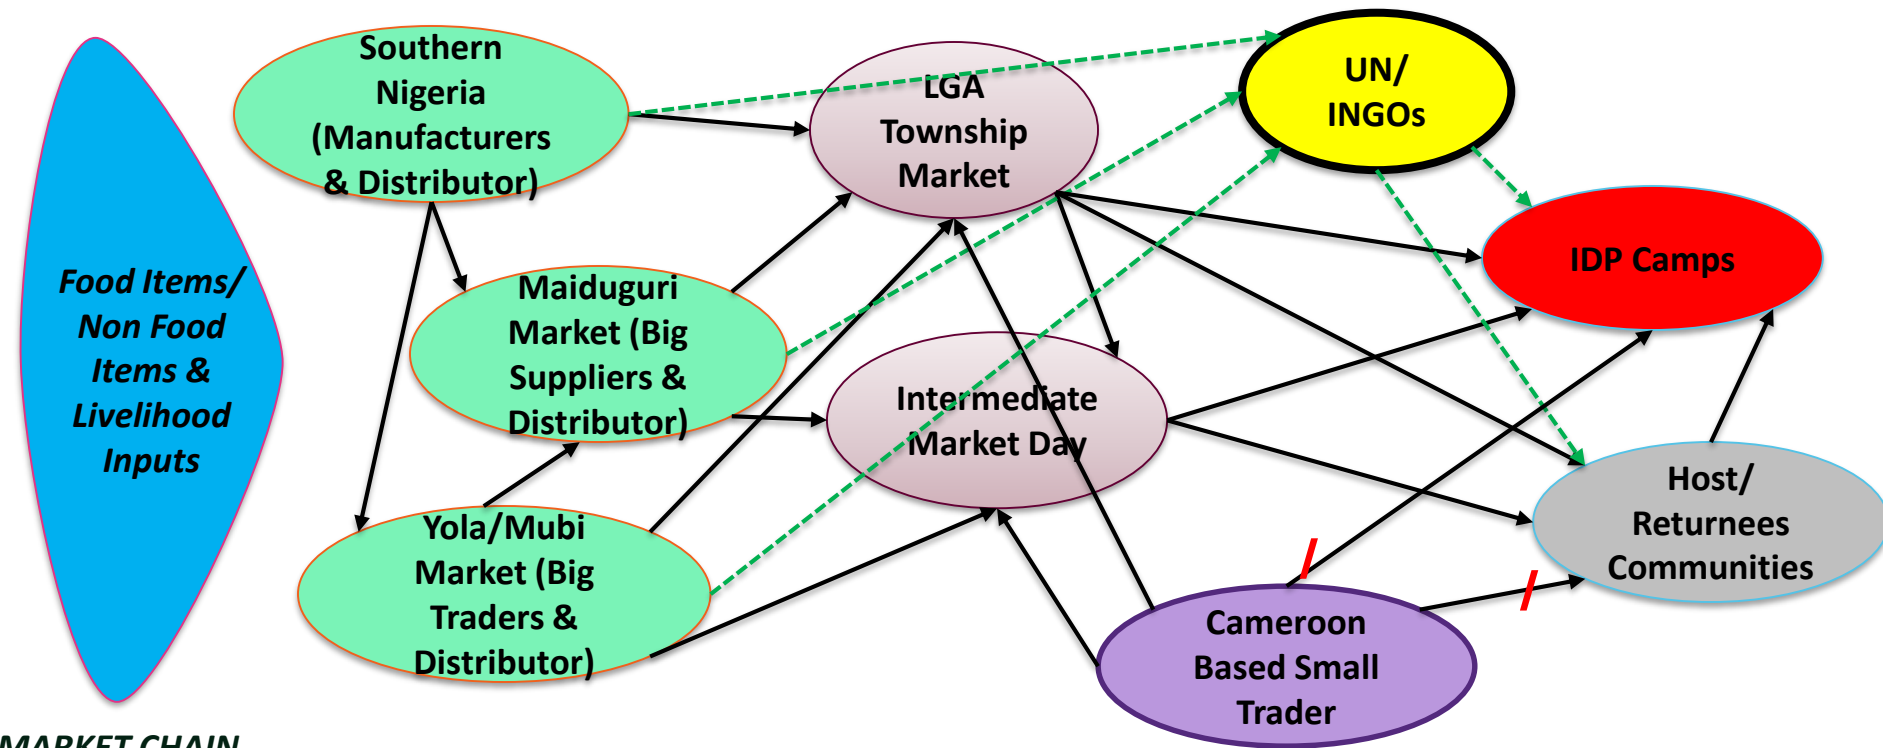 Southern
Nigeria
(Manufacturers
& Distributor)
LGA
Township
Market
UN/
INGOs
IDP Camps
Food Items/
Non Food
Items &
Livelihood
Inputs
Maiduguri
Market (Big
Suppliers &
Distributor)
Intermediate
Market Day
Host/
Returnees
Communities
Yola/Mubi
Market (Big
Traders &
Distributor)
Cameroon
Based Small
Trader
MARKET CHAIN